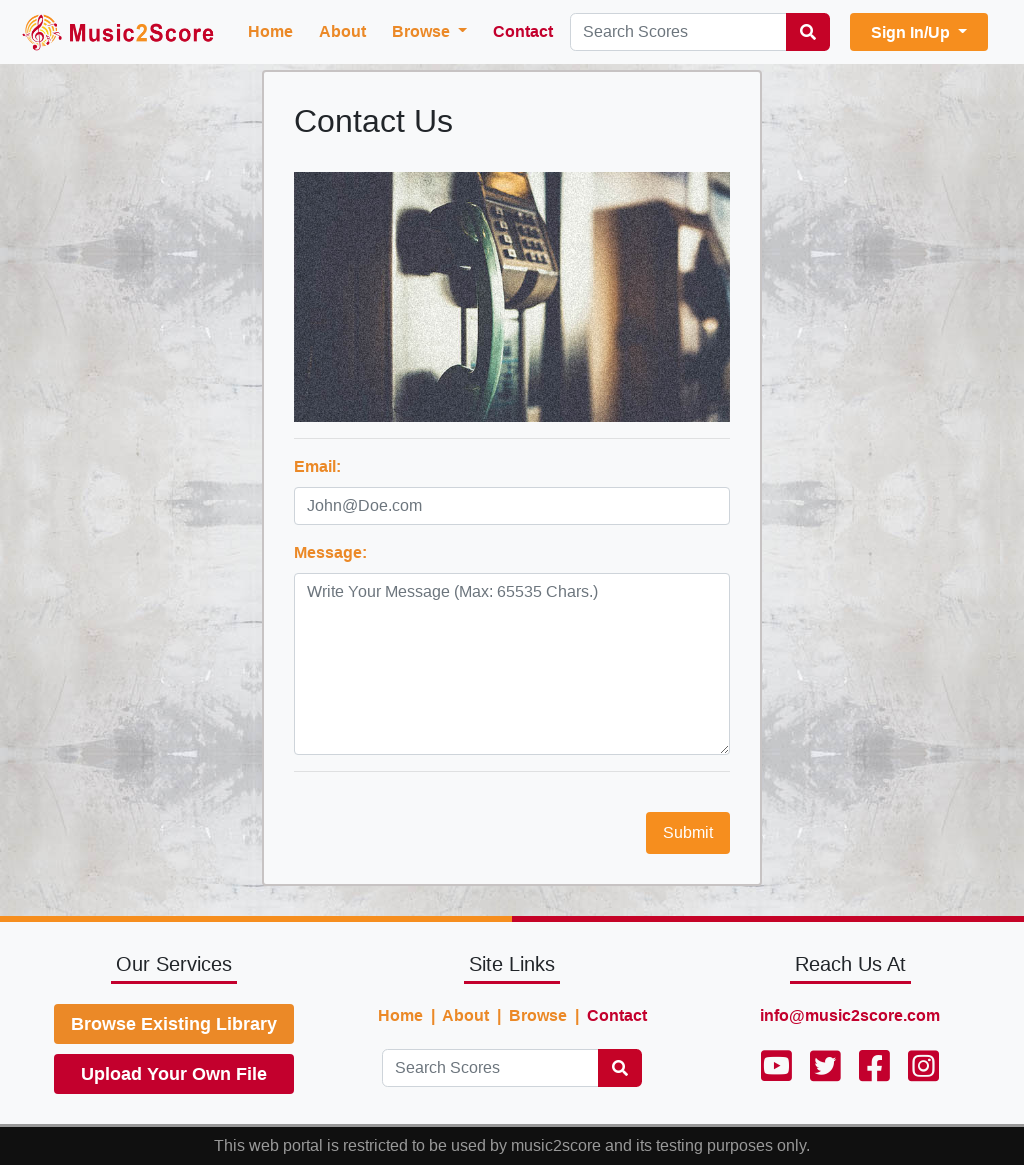 Music2Score
Home
About
Browse
Contact
Search Scores
Sign In/Up
Contact Us
Email:
John@Doe.com
Message:
Write Your Message (Max: 65535 Chars.)
Submit
Our Services
Browse Existing Library
Upload Your Own File
Site Links
Home | About | Browse | Contact
Search Scores
Reach Us At
info@music2score.com
This web portal is restricted to be used by music2score and its testing purposes only.